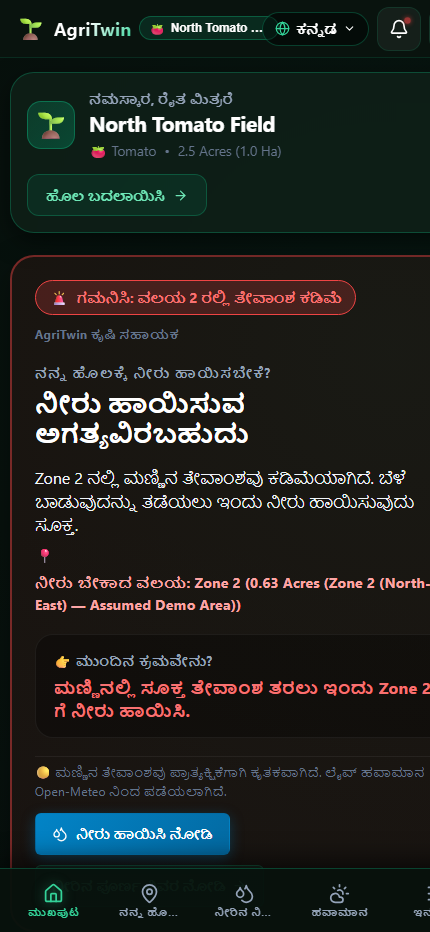 AgriTwin
North Tomato ...
ಕನ್ನಡ
ನಮಸ್ಕಾರ, ರೈತ ಮಿತ್ರರೆ
North Tomato Field
Tomato • 2.5 Acres (1.0 Ha)
ಹೊಲ ಬದಲಾಯಿಸಿ →
ಗಮನಿಸಿ: ವಲಯ 2 ರಲ್ಲಿ ತೇವಾಂಶ ಕಡಿಮೆ
AgriTwin ಕೃಷಿ ಸಹಾಯಕ
ನನ್ನ ಹೊಲಕ್ಕೆ ನೀರು ಹಾಯಿಸಬೇಕೆ?
ನೀರು ಹಾಯಿಸುವ
ಅಗತ್ಯವಿರಬಹುದು
Zone 2 ನಲ್ಲಿ ಮಣ್ಣಿನ ತೇವಾಂಶವು ಕಡಿಮೆಯಾಗಿದೆ. ಬೆಳೆ
ಬಾಡುವುದನ್ನು ತಡೆಯಲು ಇಂದು ನೀರು ಹಾಯಿಸುವುದು
ಸೂಕ್ತ.
ನೀರು ಬೇಕಾದ ವಲಯ: Zone 2 (0.63 Acres (Zone 2 (North-
East) — Assumed Demo Area))
ಮುಂದಿನ ಕ್ರಮವೇನು?
ಮಣ್ಣಿನಲ್ಲಿ ಸೂಕ್ತ ತೇವಾಂಶ ತರಲು ಇಂದು Zone 2
ಗೆ ನೀರು ಹಾಯಿಸಿ.
ಮಣ್ಣಿನ ತೇವಾಂಶವು ಪ್ರಾತ್ಯಕ್ಷಿಕೆಗಾಗಿ ಕೃತಕವಾಗಿದೆ. ಲೈವ್ ಹವಾಮಾನ
Open-Meteo ನಿಂದ ಪಡೆಯಲಾಗಿದೆ.
ನೀರು ಹಾಯಿಸಿ ನೋಡಿ
ಮುಖಪುಟ
ನನ್ನ ಹೊ...
ನೀರಿನ ನಿ...
ಹವಾಮಾನ